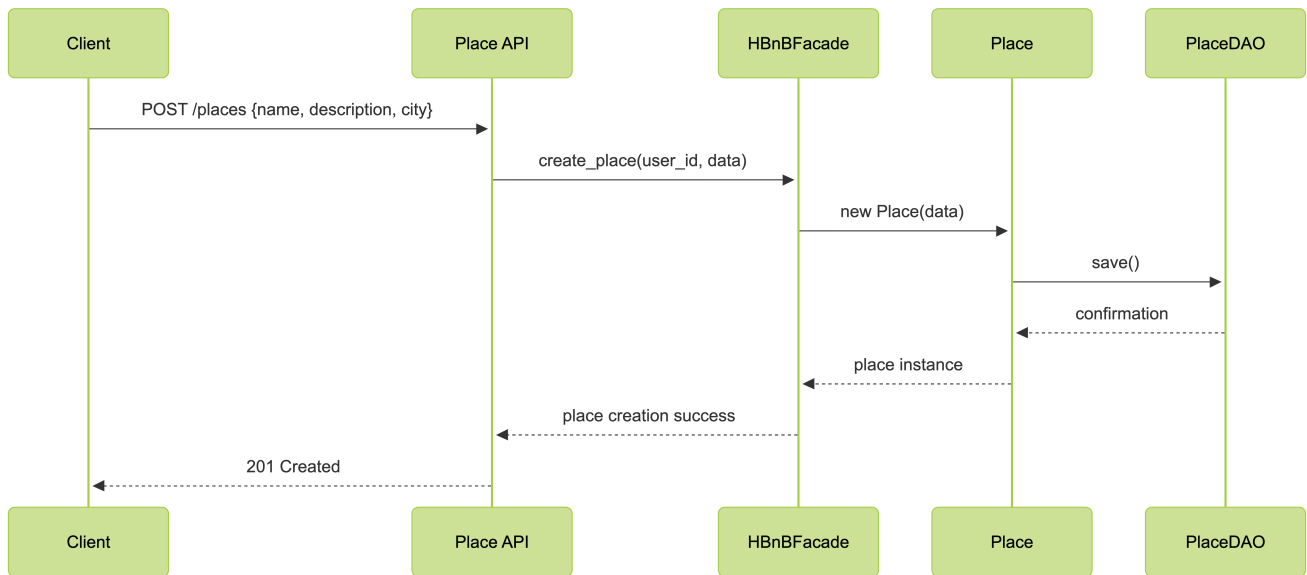 Client
Place API
HBnBFacade
Place
PlaceDAO
POST /places {name, description, city}
create_place(user_id, data)
new Place(data)
save()
confirmation
place instance
place creation success
201 Created
Client
Place API
HBnBFacade
Place
PlaceDAO